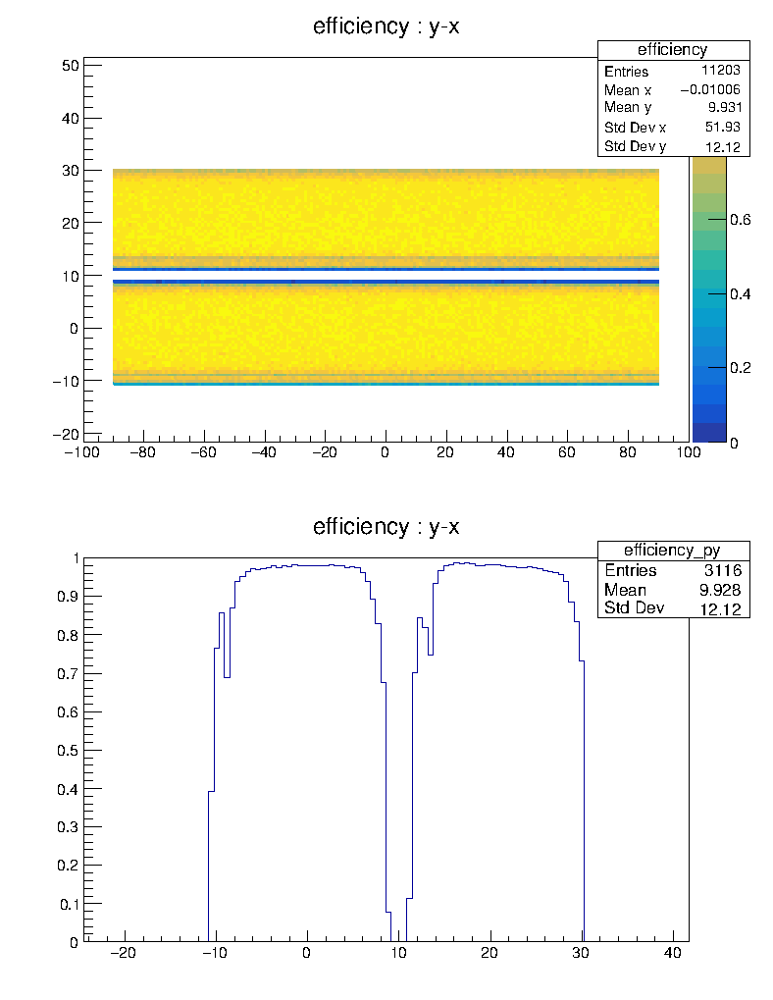 efficiency : y-x
efficiency
Entries 11203
Mean x −0.01006
Mean y 9.931
Std Dev x 51.93
Std Dev y 12.12
50
40
30
20
10
0
−10
−20
−100 −80 −60 −40 −20 0 20 40 60 80 100
0.6
0.4
0.2
0
efficiency : y-x
efficiency_py
Entries 3116
Mean 9.928
Std Dev 12.12
1
0.9
0.8
0.7
0.6
0.5
0.4
0.3
0.2
0.1
0
−20 −10 0 10 20 30 40